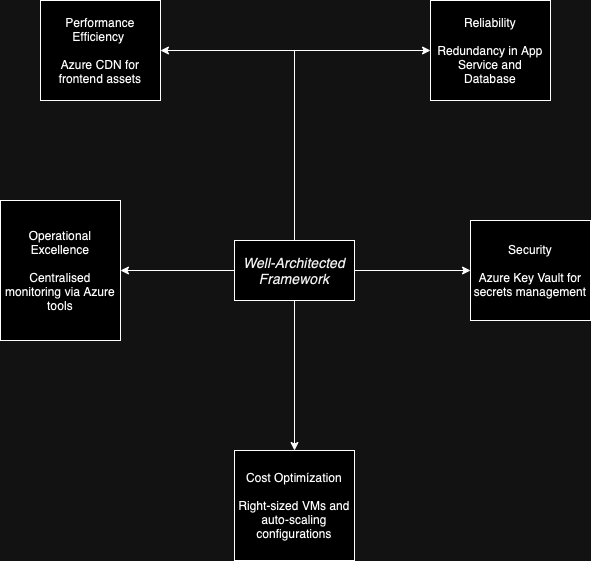 Performance
Efficiency
Azure CDN for
frontend assets
Reliability
Redundancy in App
Service and
Database
Operational
Excellence
Centralised
monitoring via Azure
tools
Well-Architected
Framework
Security
Azure Key Vault for
secrets management
Cost Optimization
Right-sized VMs and
auto-scaling
configurations